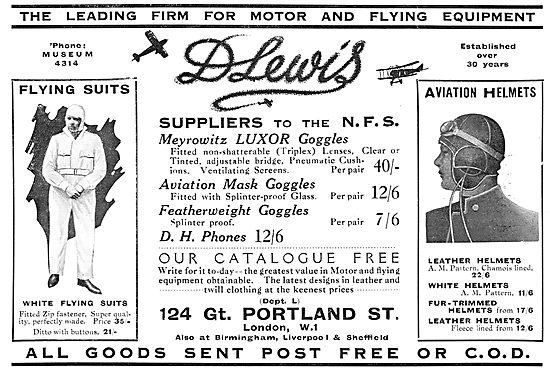 THE LEADING FIRM FOR MOTOR AND FLYING EQUIPMENT
'Phone:
MUSEUM
4314
D Lewis
Established
over
30 years
FLYING SUITS
WHITE FLYING SUITS
Fitted Zip fastener, Super qual-
ity, perfectly made. Price 35/-
Ditto with buttons, 21/-
SUPPLIERS TO THE N.F.S.
Meyrowitz LUXOR Goggles
Fitted non-shatterable (Triplex) Lenses, Clear or
Tinted, adjustable bridge, Pneumatic Cush-
ions. Ventilating Screens. Per pair 40/-
Aviation Mask Goggles
Fitted with Splinter-proof Glass. Per pair 12/6
Featherweight Goggles
Splinter proof. Per pair 7/6
D. H. Phones 12/6
OUR CATALOGUE FREE
Write for it to-day—the greatest value in Motor and flying
equipment obtainable. The latest designs in leather and
twill clothing at the keenest prices
(Dept. L)
124 Gt. PORTLAND ST.
London, W.1
Also at Birmingham, Liverpool & Sheffield
AVIATION HELMETS
LEATHER HELMETS
A. M. Pattern, Chamois lined,
22/6
WHITE HELMETS
A. M. Pattern, 11/6
FUR-TRIMMED
HELMETS from 17/6
LEATHER HELMETS
Fleece lined from 12/6
ALL GOODS SENT POST FREE OR C.O.D.